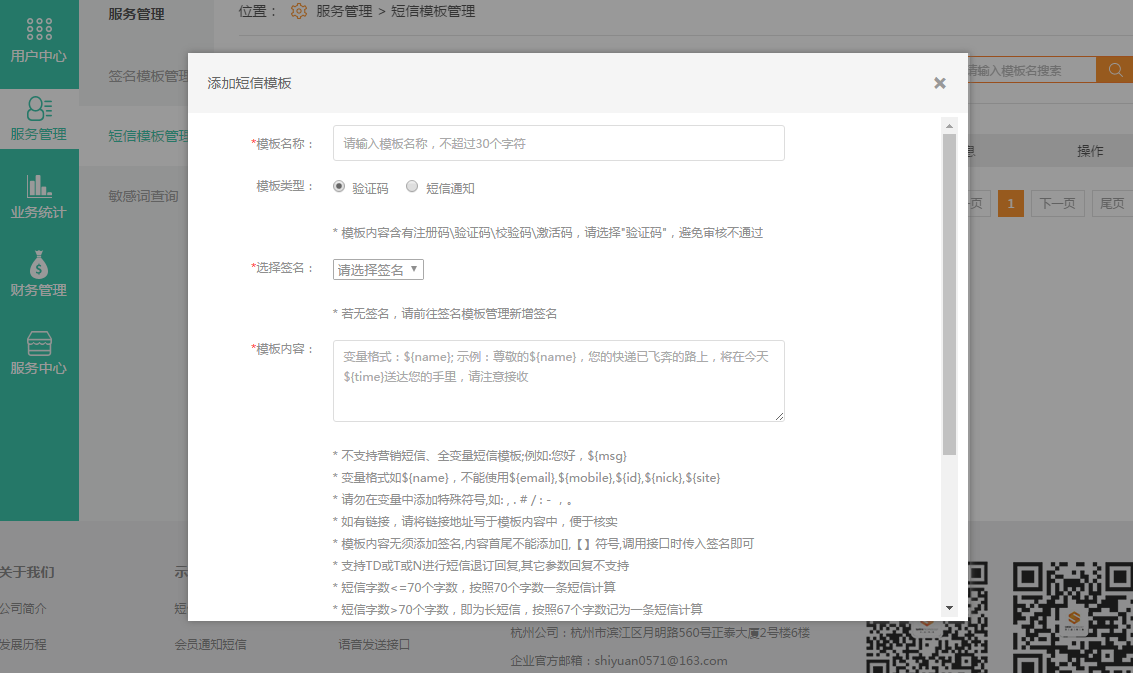 服务管理
位置： 服务管理 > 短信模板管理
用户中心
服务管理
业务统计
财务管理
服务中心
签名模板管理
短信模板管理
敏感词查询
请输入模板名搜索
息 操作
一页 1 下一页 尾页
添加短信模板
*模板名称： 请输入模板名称，不超过30个字符
模板类型： 验证码 短信通知
* 模板内容含有注册码\验证码\校验码\激活码，请选择"验证码"，避免审核不通过
*选择签名： 请选择签名
* 若无签名，请前往签名模板管理新增签名
*模板内容： 变量格式：${name}; 示例：尊敬的${name}，您的快递已飞奔的路上，将在今天
${time}送达您的手里，请注意接收
* 不支持营销短信、全变量短信模板;例如:您好，${msg}
* 变量格式如${name}，不能使用${email},${mobile},${id},${nick},${site}
* 请勿在变量中添加特殊符号,如: , . # / : - ，。
* 如有链接，请将链接地址写于模板内容中，便于核实
* 模板内容无须添加签名,内容首尾不能添加[],【】符号,调用接口时传入签名即可
* 支持TD或T或N进行短信退订回复,其它参数回复不支持
* 短信字数<=70个字数，按照70个字数一条短信计算
* 短信字数>70个字数，即为长短信，按照67个字数记为一条短信计算
关于我们 示
公司简介 短
发展历程 会员通知短信 语音发送接口
杭州公司：杭州市滨江区月明路560号正泰大厦2号楼6楼
企业官方邮箱：shiyuan0571@163.com